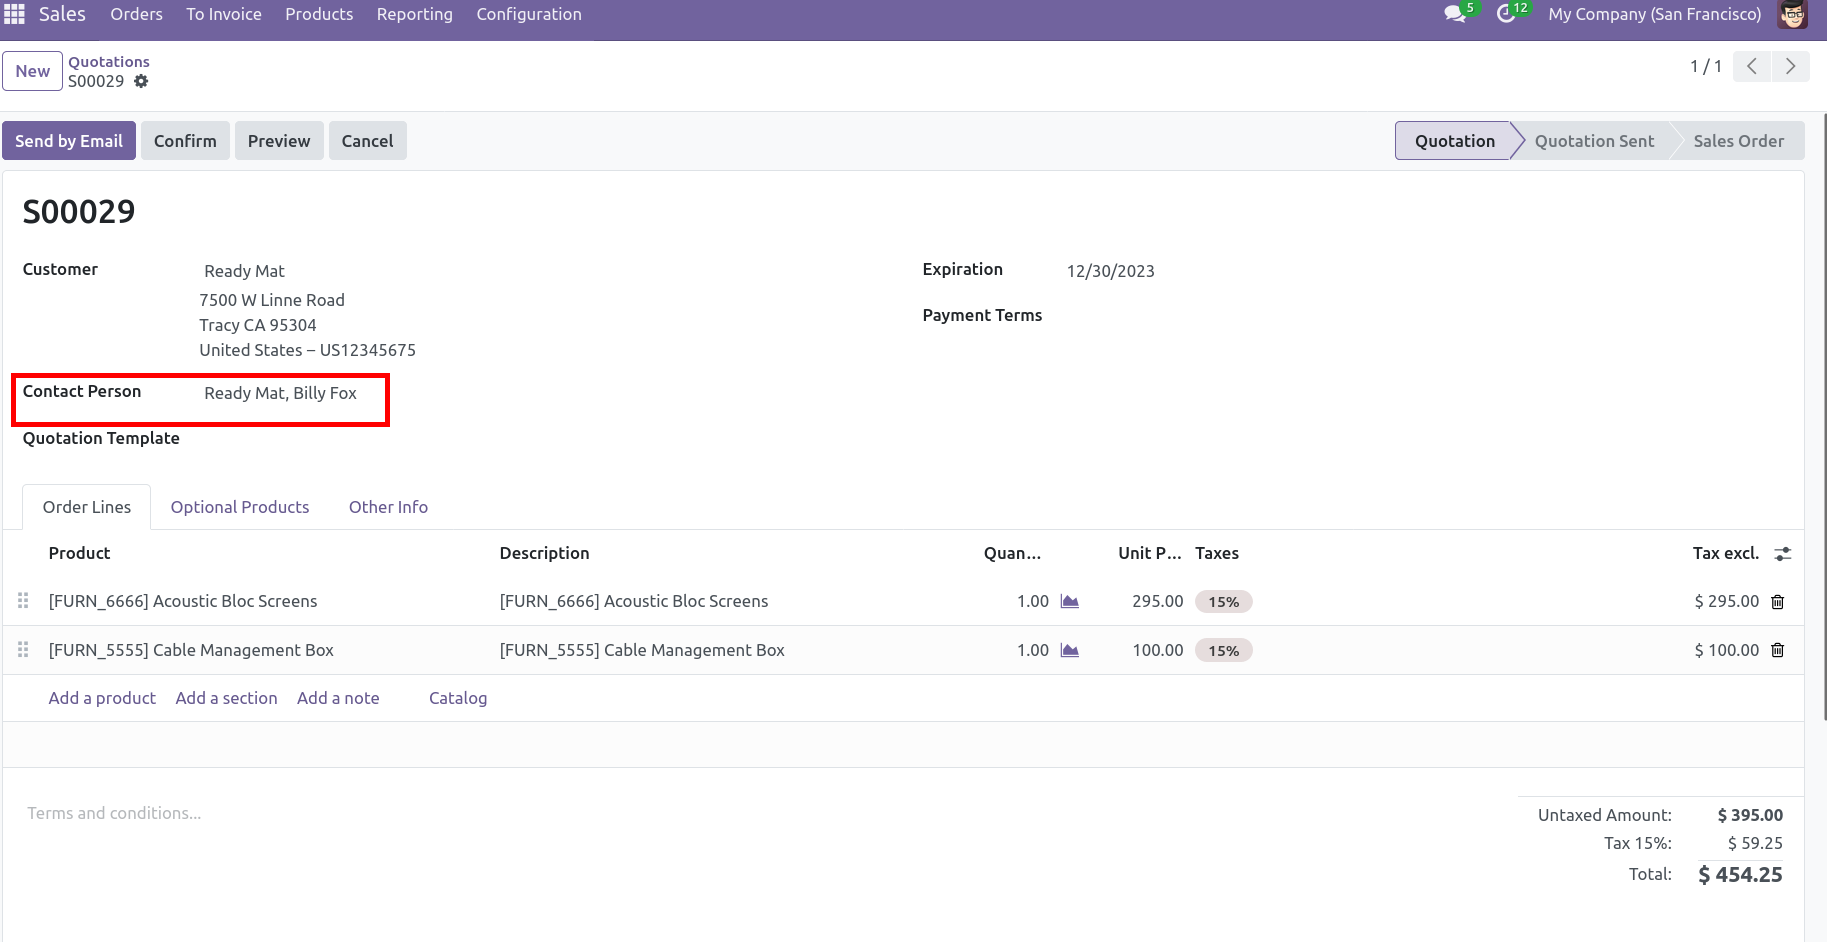 Sales Orders To Invoice Products Reporting Configuration 5 12 My Company (San Francisco)
New Quotations
S00029
1 / 1
Send by Email Confirm Preview Cancel Quotation Quotation Sent Sales Order
S00029
Customer Ready Mat Expiration 12/30/2023
7500 W Linne Road
Payment Terms
Tracy CA 95304
United States – US12345675
Contact Person Ready Mat, Billy Fox
Quotation Template
Order Lines Optional Products Other Info
Product Description Quan... Unit P... Taxes Tax excl.
[FURN_6666] Acoustic Bloc Screens [FURN_6666] Acoustic Bloc Screens 1.00 295.00 15% $ 295.00
[FURN_5555] Cable Management Box [FURN_5555] Cable Management Box 1.00 100.00 15% $ 100.00
Add a product Add a section Add a note Catalog
Terms and conditions...
Untaxed Amount: $ 395.00
Tax 15%: $ 59.25
Total: $ 454.25